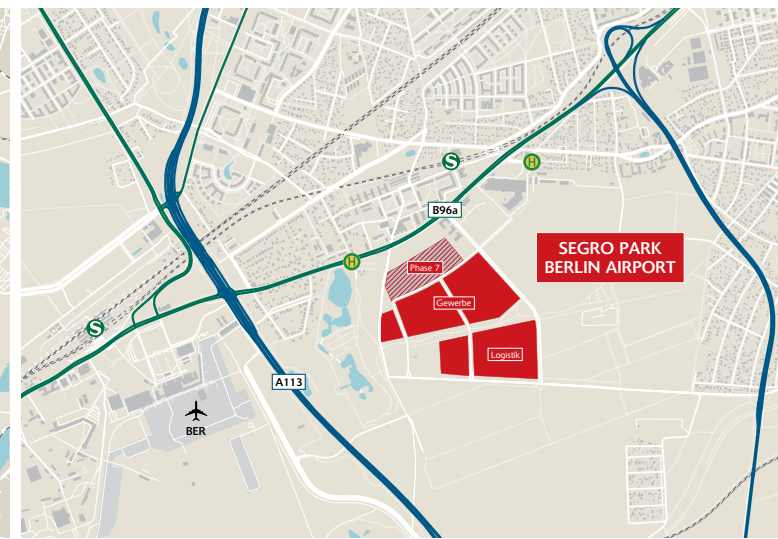 S
H
B96a
SEGRO PARK
BERLIN AIRPORT
H
Phase 7
Gewerbe
S
Logistik
A113
BER